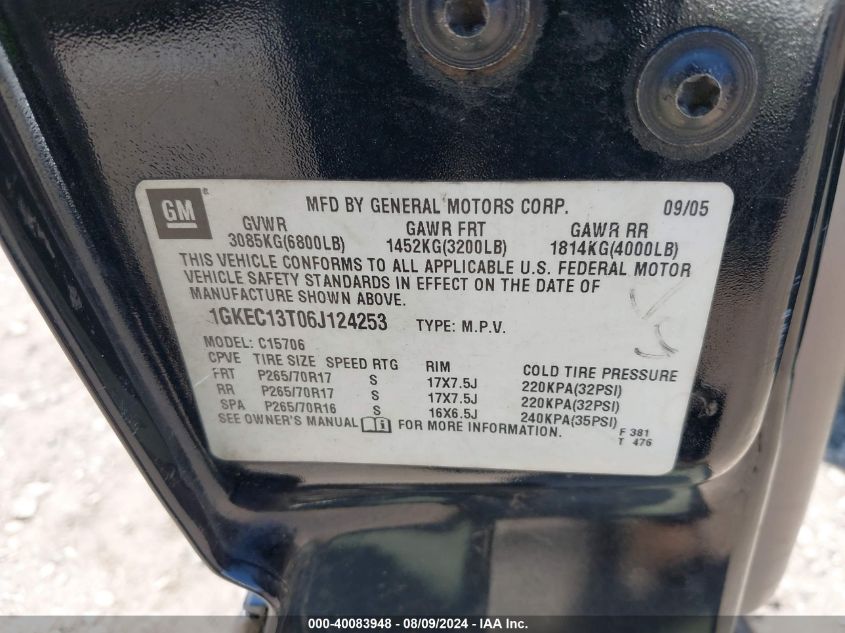 GM
MFD BY GENERAL MOTORS CORP. 09/05
GVWR GAWR FRT GAWR RR
3085KG(6800LB) 1452KG(3200LB) 1814KG(4000LB)
THIS VEHICLE CONFORMS TO ALL APPLICABLE U.S. FEDERAL MOTOR
VEHICLE SAFETY STANDARDS IN EFFECT ON THE DATE OF
MANUFACTURE SHOWN ABOVE.
1GKEC13T06J124253 TYPE: M.P.V.
MODEL: C15706
CPVE TIRE SIZE SPEED RTG RIM COLD TIRE PRESSURE
FRT P265/70R17 S 17X7.5J 220KPA(32PSI)
RR P265/70R17 S 17X7.5J 220KPA(32PSI)
SPA P265/70R16 S 16X6.5J 240KPA(35PSI)
SEE OWNER'S MANUAL FOR MORE INFORMATION.
F 381
T 476
000-40083948 - 08/09/2024 - IAA Inc.